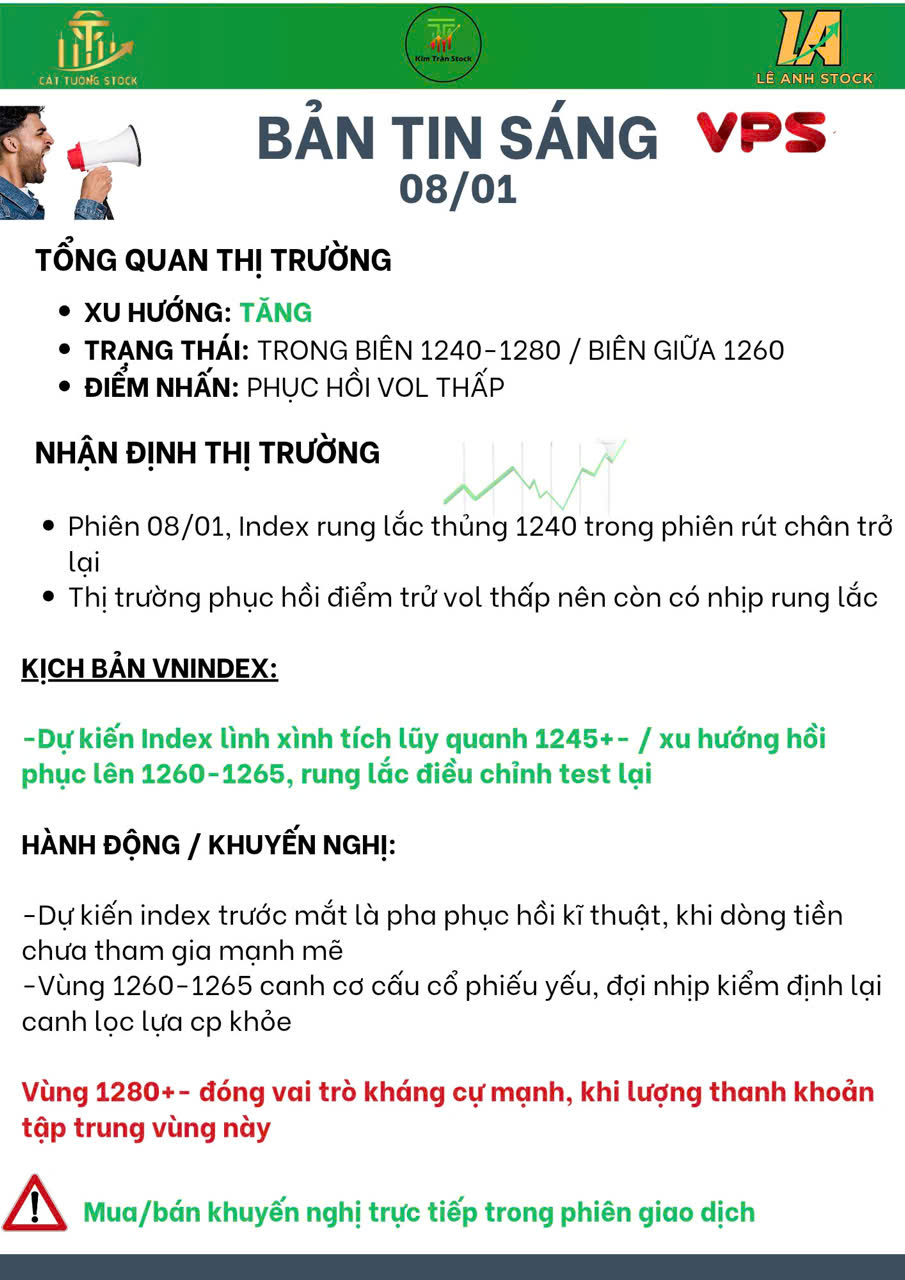 CÁT TƯỜNG STOCK
Kim Trần Stock
LÊ ANH STOCK
BẢN TIN SÁNG
VPS
08/01
TỔNG QUAN THỊ TRƯỜNG
• XU HƯỚNG: TĂNG
• TRẠNG THÁI: TRONG BIÊN 1240-1280 / BIÊN GIỮA 1260
• ĐIỂM NHẤN: PHỤC HỒI VOL THẤP
NHẬN ĐỊNH THỊ TRƯỜNG
• Phiên 08/01, Index rung lắc thủng 1240 trong phiên rút chân trở
lại
• Thị trường phục hồi điểm trử vol thấp nên còn có nhịp rung lắc
KỊCH BẢN VNINDEX:
-Dự kiến Index lình xình tích lũy quanh 1245+- / xu hướng hồi
phục lên 1260-1265, rung lắc điều chỉnh test lại
HÀNH ĐỘNG / KHUYẾN NGHỊ:
-Dự kiến index trước mắt là pha phục hồi kĩ thuật, khi dòng tiền
chưa tham gia mạnh mẽ
-Vùng 1260-1265 canh cơ cấu cổ phiếu yếu, đợi nhịp kiểm định lại
canh lọc lựa cp khỏe
Vùng 1280+- đóng vai trò kháng cự mạnh, khi lượng thanh khoản
tập trung vùng này
Mua/bán khuyến nghị trực tiếp trong phiên giao dịch